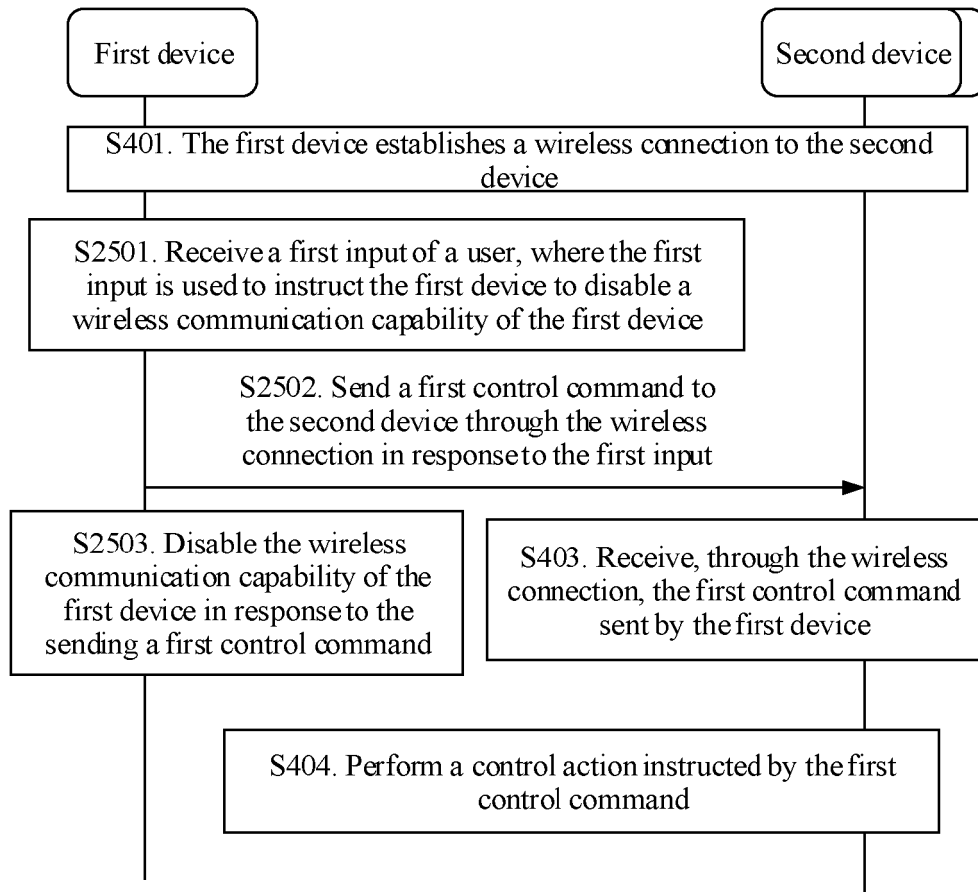 First device
Second device
S401. The first device establishes a wireless connection to the second
device
S2501. Receive a first input of a user, where the first
input is used to instruct the first device to disable a
wireless communication capability of the first device
S2502. Send a first control command to
the second device through the wireless
connection in response to the first input
S2503. Disable the wireless
communication capability of the
first device in response to the
sending a first control command
S403. Receive, through the wireless
connection, the first control command
sent by the first device
S404. Perform a control action instructed by the first
control command